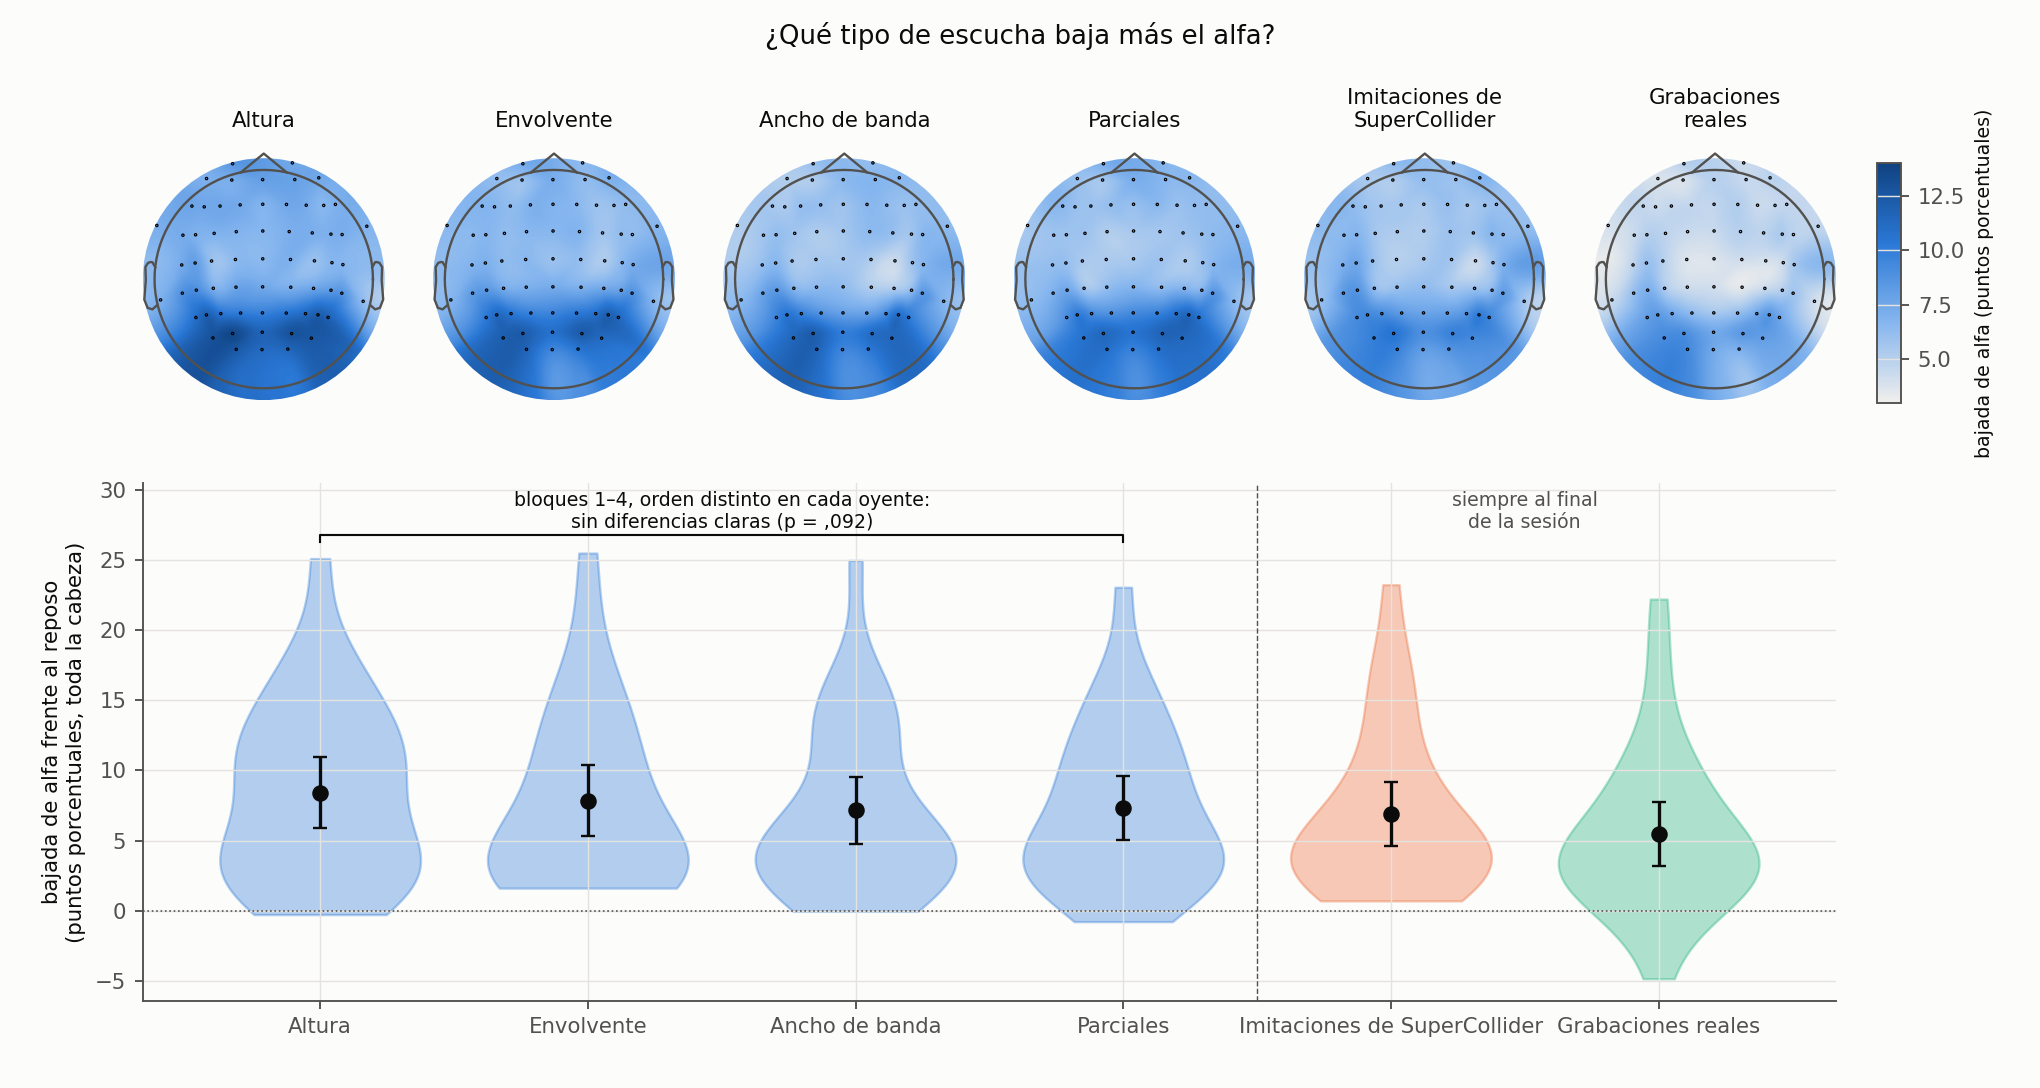 ¿Qué tipo de escucha baja más el alfa?
Altura
Envolvente
Ancho de banda
Parciales
Imitaciones de
SuperCollider
Grabaciones
reales
12.5
10.0
7.5
5.0
bajada de alfa (puntos porcentuales)
bajada de alfa frente al reposo
(puntos porcentuales, toda la cabeza)
30
25
20
15
10
5
0
−5
bloques 1–4, orden distinto en cada oyente:
sin diferencias claras (p = ,092)
siempre al final
de la sesión
Altura
Envolvente
Ancho de banda
Parciales
Imitaciones de SuperCollider
Grabaciones reales